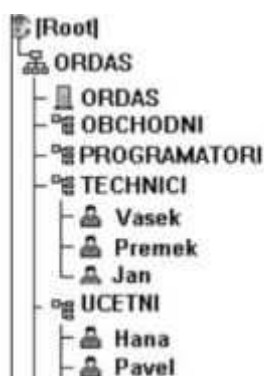 [Root]
ORDAS
ORDAS
OBCHODNI
PROGRAMATORI
TECHNICI
Vasek
Premek
Jan
UCETNI
Hana
Pavel